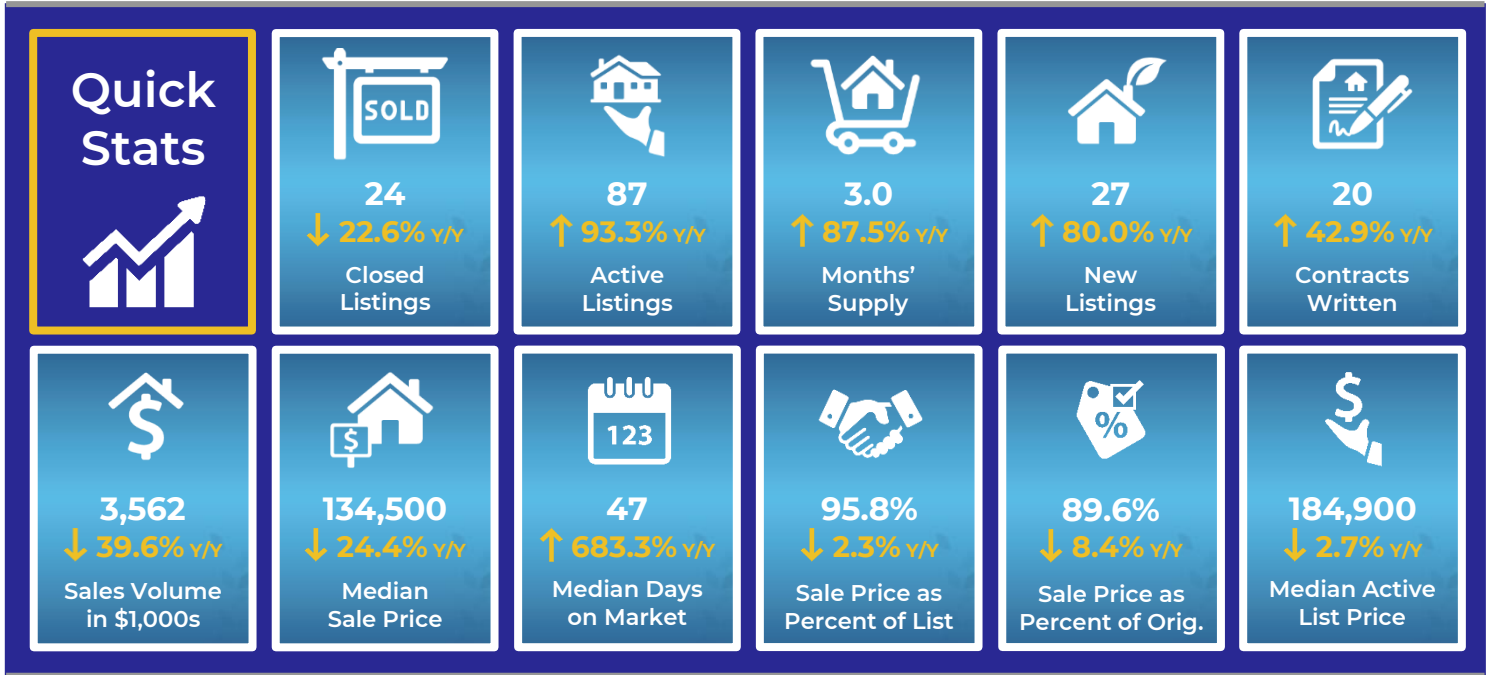 Quick
Stats
SOLD
24
↓ 22.6% Y/Y
Closed
Listings
87
↑ 93.3% Y/Y
Active
Listings
3.0
↑ 87.5% Y/Y
Months’
Supply
27
↑ 80.0% Y/Y
New
Listings
20
↑ 42.9% Y/Y
Contracts
Written
$
3,562
↓ 39.6% Y/Y
Sales Volume
in $1,000s
$
134,500
↓ 24.4% Y/Y
Median
Sale Price
123
47
↑ 683.3% Y/Y
Median Days
on Market
95.8%
↓ 2.3% Y/Y
Sale Price as
Percent of List
%
89.6%
↓ 8.4% Y/Y
Sale Price as
Percent of Orig.
$
184,900
↓ 2.7% Y/Y
Median Active
List Price